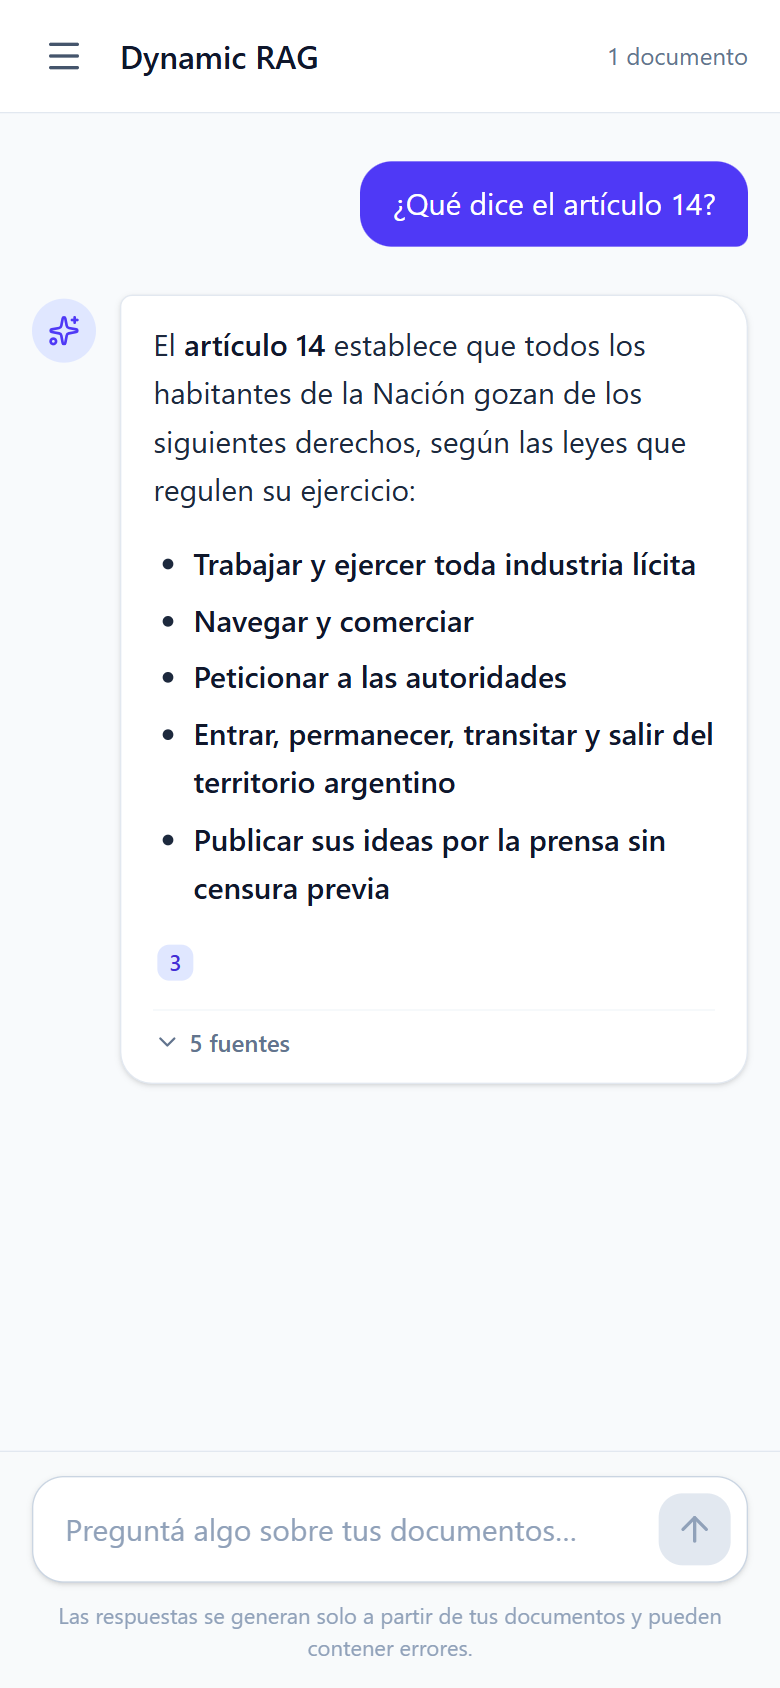 Dynamic RAG
1 documento
¿Qué dice el artículo 14?
El artículo 14 establece que todos los
habitantes de la Nación gozan de los
siguientes derechos, según las leyes que
regulen su ejercicio:
Trabajar y ejercer toda industria lícita
Navegar y comerciar
Peticionar a las autoridades
Entrar, permanecer, transitar y salir del
territorio argentino
Publicar sus ideas por la prensa sin
censura previa
3
5 fuentes
Preguntá algo sobre tus documentos...
Las respuestas se generan solo a partir de tus documentos y pueden
contener errores.